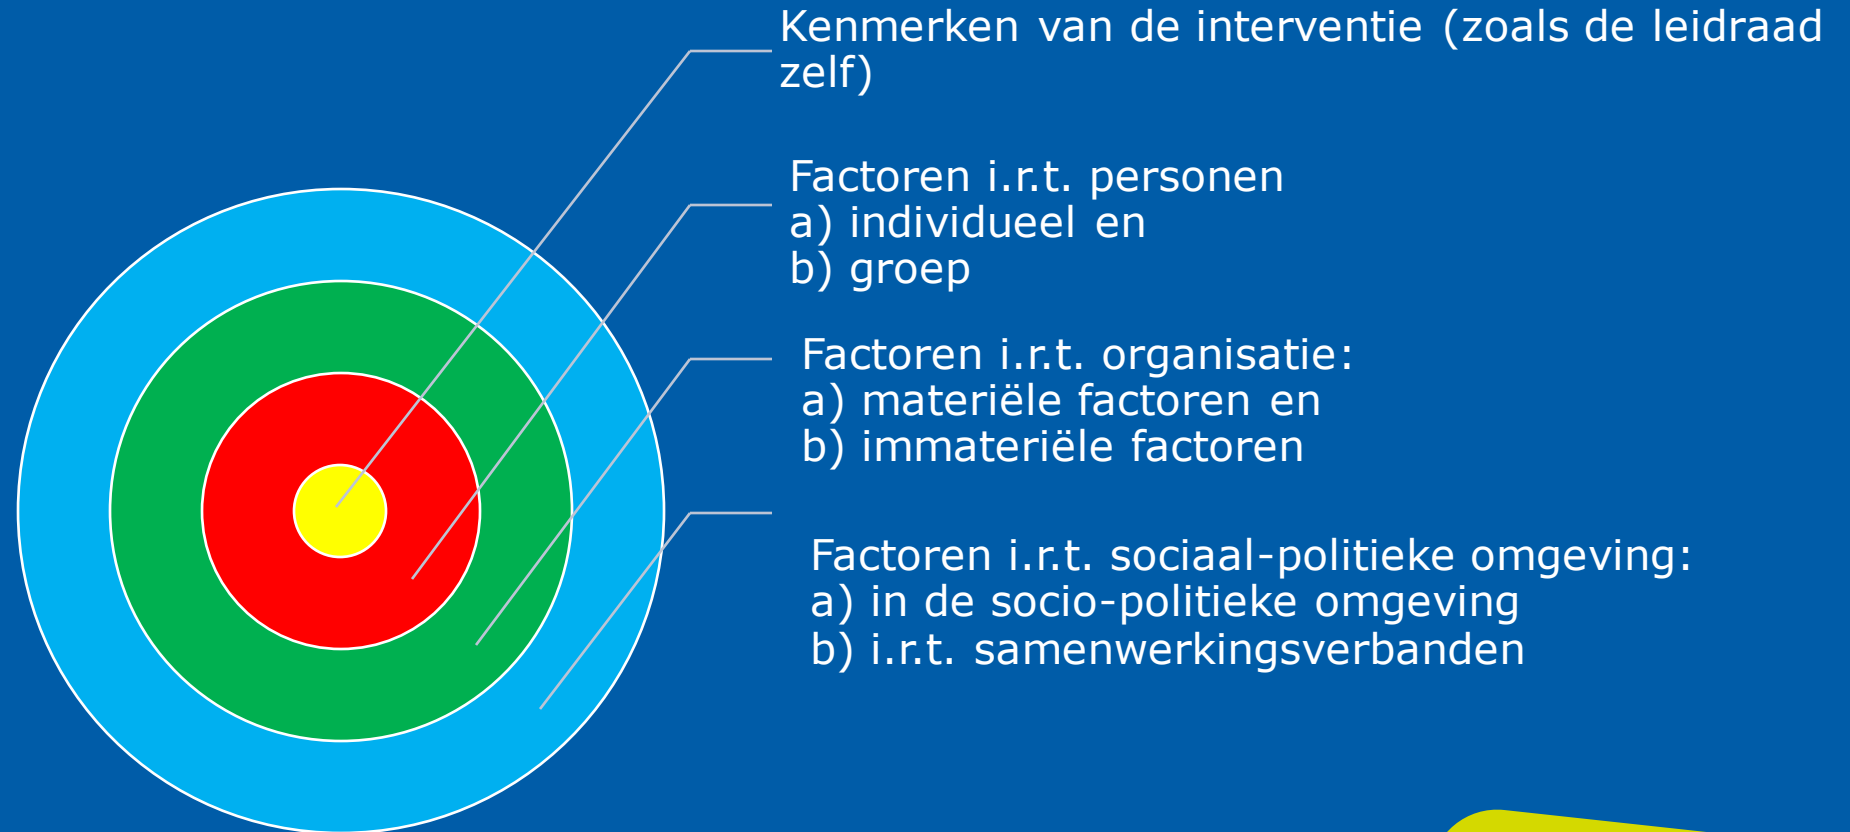 Kenmerken van de interventie (zoals de leidraad
zelf)
Factoren i.r.t. personen
a) individueel en
b) groep
Factoren i.r.t. organisatie:
a) materiële factoren en
b) immateriële factoren
Factoren i.r.t. sociaal-politieke omgeving:
a) in de socio-politieke omgeving
b) i.r.t. samenwerkingsverbanden